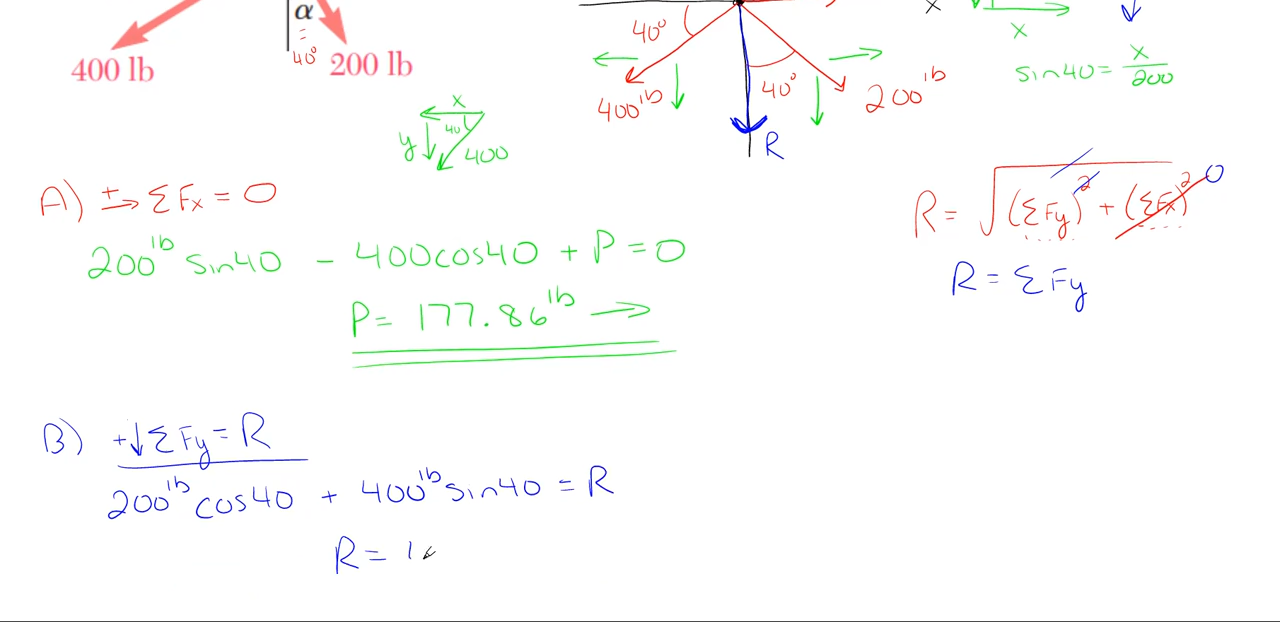 α
=
40°
400 lb
200 lb
40°
400 lb
40°
200 lb
R
x
x
sin40 = x/200
x
40
y
400
A) +→ ΣFx = 0
200 lb sin40 - 400cos40 + P = 0
P = 177.86 lb →
R = √(ΣFy)² + (ΣFx)² 0
R = ΣFy
B) +↓ ΣFy = R
200 lb cos40 + 400 lb sin40 = R
R =